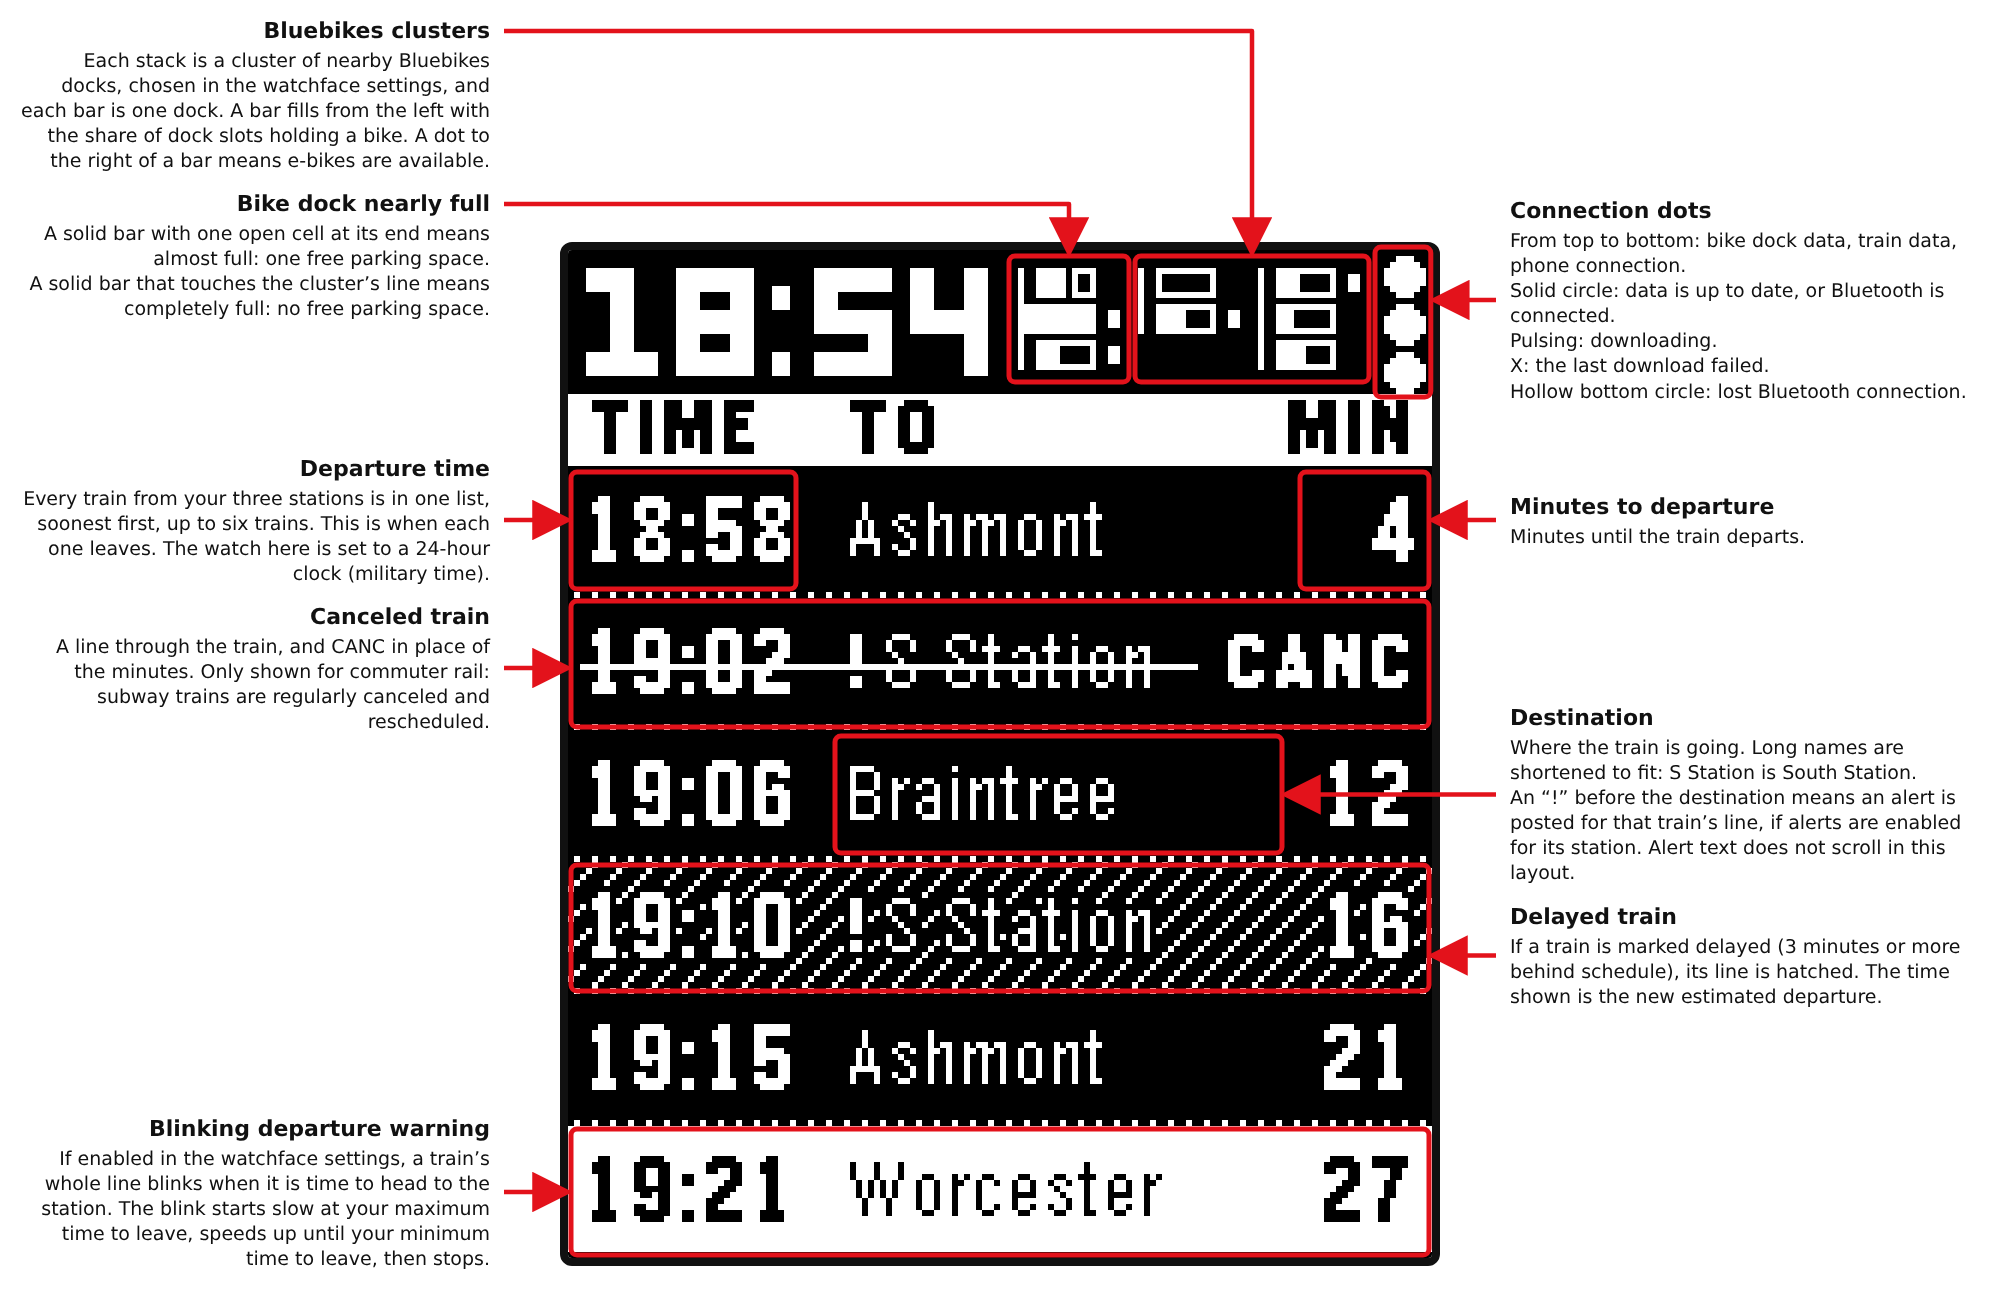 Bluebikes clusters
Each stack is a cluster of nearby Bluebikes
docks, chosen in the watchface settings, and
each bar is one dock. A bar fills from the left with
the share of dock slots holding a bike. A dot to
the right of a bar means e-bikes are available.
Bike dock nearly full
A solid bar with one open cell at its end means
almost full: one free parking space.
A solid bar that touches the cluster’s line means
completely full: no free parking space.
Departure time
Every train from your three stations is in one list,
soonest first, up to six trains. This is when each
one leaves. The watch here is set to a 24-hour
clock (military time).
Canceled train
A line through the train, and CANC in place of
the minutes. Only shown for commuter rail:
subway trains are regularly canceled and
rescheduled.
Blinking departure warning
If enabled in the watchface settings, a train’s
whole line blinks when it is time to head to the
station. The blink starts slow at your maximum
time to leave, speeds up until your minimum
time to leave, then stops.
18:54
TIME TO MIN
18:58 Ashmont 4
19:02 !S Station CANC
19:06 Braintree 12
19:10 !S Station 16
19:15 Ashmont 21
19:21 Worcester 27
Connection dots
From top to bottom: bike dock data, train data,
phone connection.
Solid circle: data is up to date, or Bluetooth is
connected.
Pulsing: downloading.
X: the last download failed.
Hollow bottom circle: lost Bluetooth connection.
Minutes to departure
Minutes until the train departs.
Destination
Where the train is going. Long names are
shortened to fit: S Station is South Station.
An “!” before the destination means an alert is
posted for that train’s line, if alerts are enabled
for its station. Alert text does not scroll in this
layout.
Delayed train
If a train is marked delayed (3 minutes or more
behind schedule), its line is hatched. The time
shown is the new estimated departure.